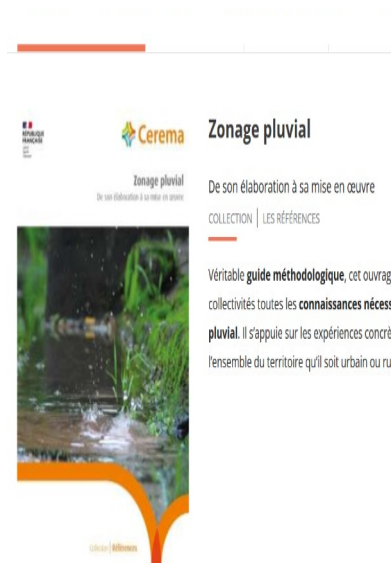 RÉPUBLIQUE
FRANÇAISE
Cerema
Zonage pluvial
De son élaboration à sa mise en œuvre
Collection | Références
Zonage pluvial
De son élaboration à sa mise en œuvre
COLLECTION | LES RÉFÉRENCES
Véritable guide méthodologique, cet ouvrag
collectivités toutes les connaissances nécess
pluvial. Il s'appuie sur les expériences concrè
l'ensemble du territoire qu'il soit urbain ou ru